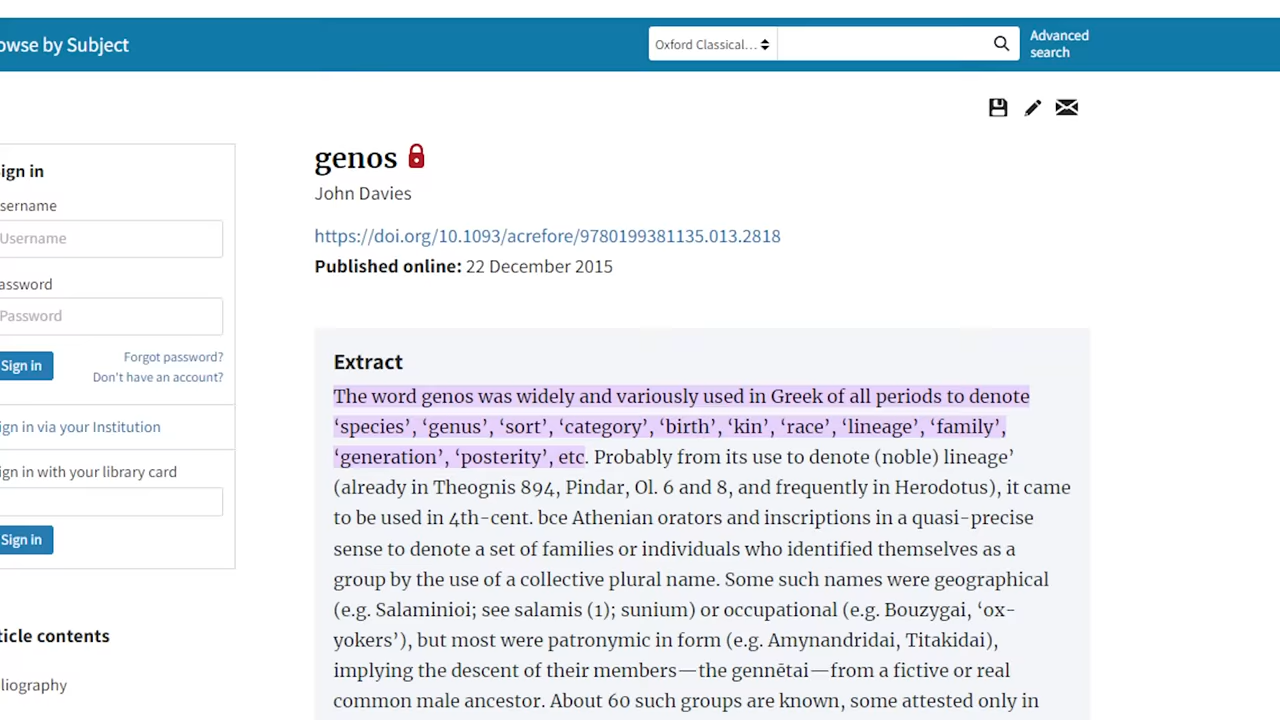 owse by Subject
Oxford Classical...
Advanced
search
genos
John Davies
https://doi.org/10.1093/acrefore/9780199381135.013.2818
Published online: 22 December 2015
ign in
sername
Username
assword
Password
Sign in
Forgot password?
Don't have an account?
ign in via your Institution
ign in with your library card
Sign in
ticle contents
liography
Extract
The word genos was widely and variously used in Greek of all periods to denote
‘species’, ‘genus’, ‘sort’, ‘category’, ‘birth’, ‘kin’, ‘race’, ‘lineage’, ‘family’,
‘generation’, ‘posterity’, etc. Probably from its use to denote (noble) lineage’
(already in Theognis 894, Pindar, Ol. 6 and 8, and frequently in Herodotus), it came
to be used in 4th-cent. bce Athenian orators and inscriptions in a quasi-precise
sense to denote a set of families or individuals who identified themselves as a
group by the use of a collective plural name. Some such names were geographical
(e.g. Salaminioi; see salamis (1); sunium) or occupational (e.g. Bouzygai, ‘ox-
yokers’), but most were patronymic in form (e.g. Amynandridai, Titakidai),
implying the descent of their members—the gennētai—from a fictive or real
common male ancestor. About 60 such groups are known, some attested only in